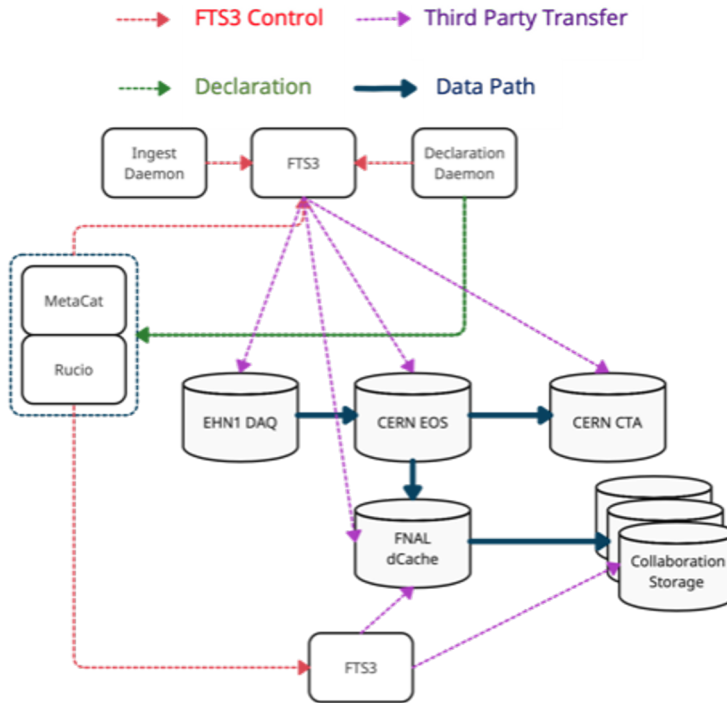 FTS3 Control
Third Party Transfer
Declaration
Data Path
Ingest
Daemon
FTS3
Declaration
Daemon
MetaCat
Rucio
EHN1 DAQ
CERN EOS
CERN CTA
FNAL
dCache
Collaboration
Storage
FTS3